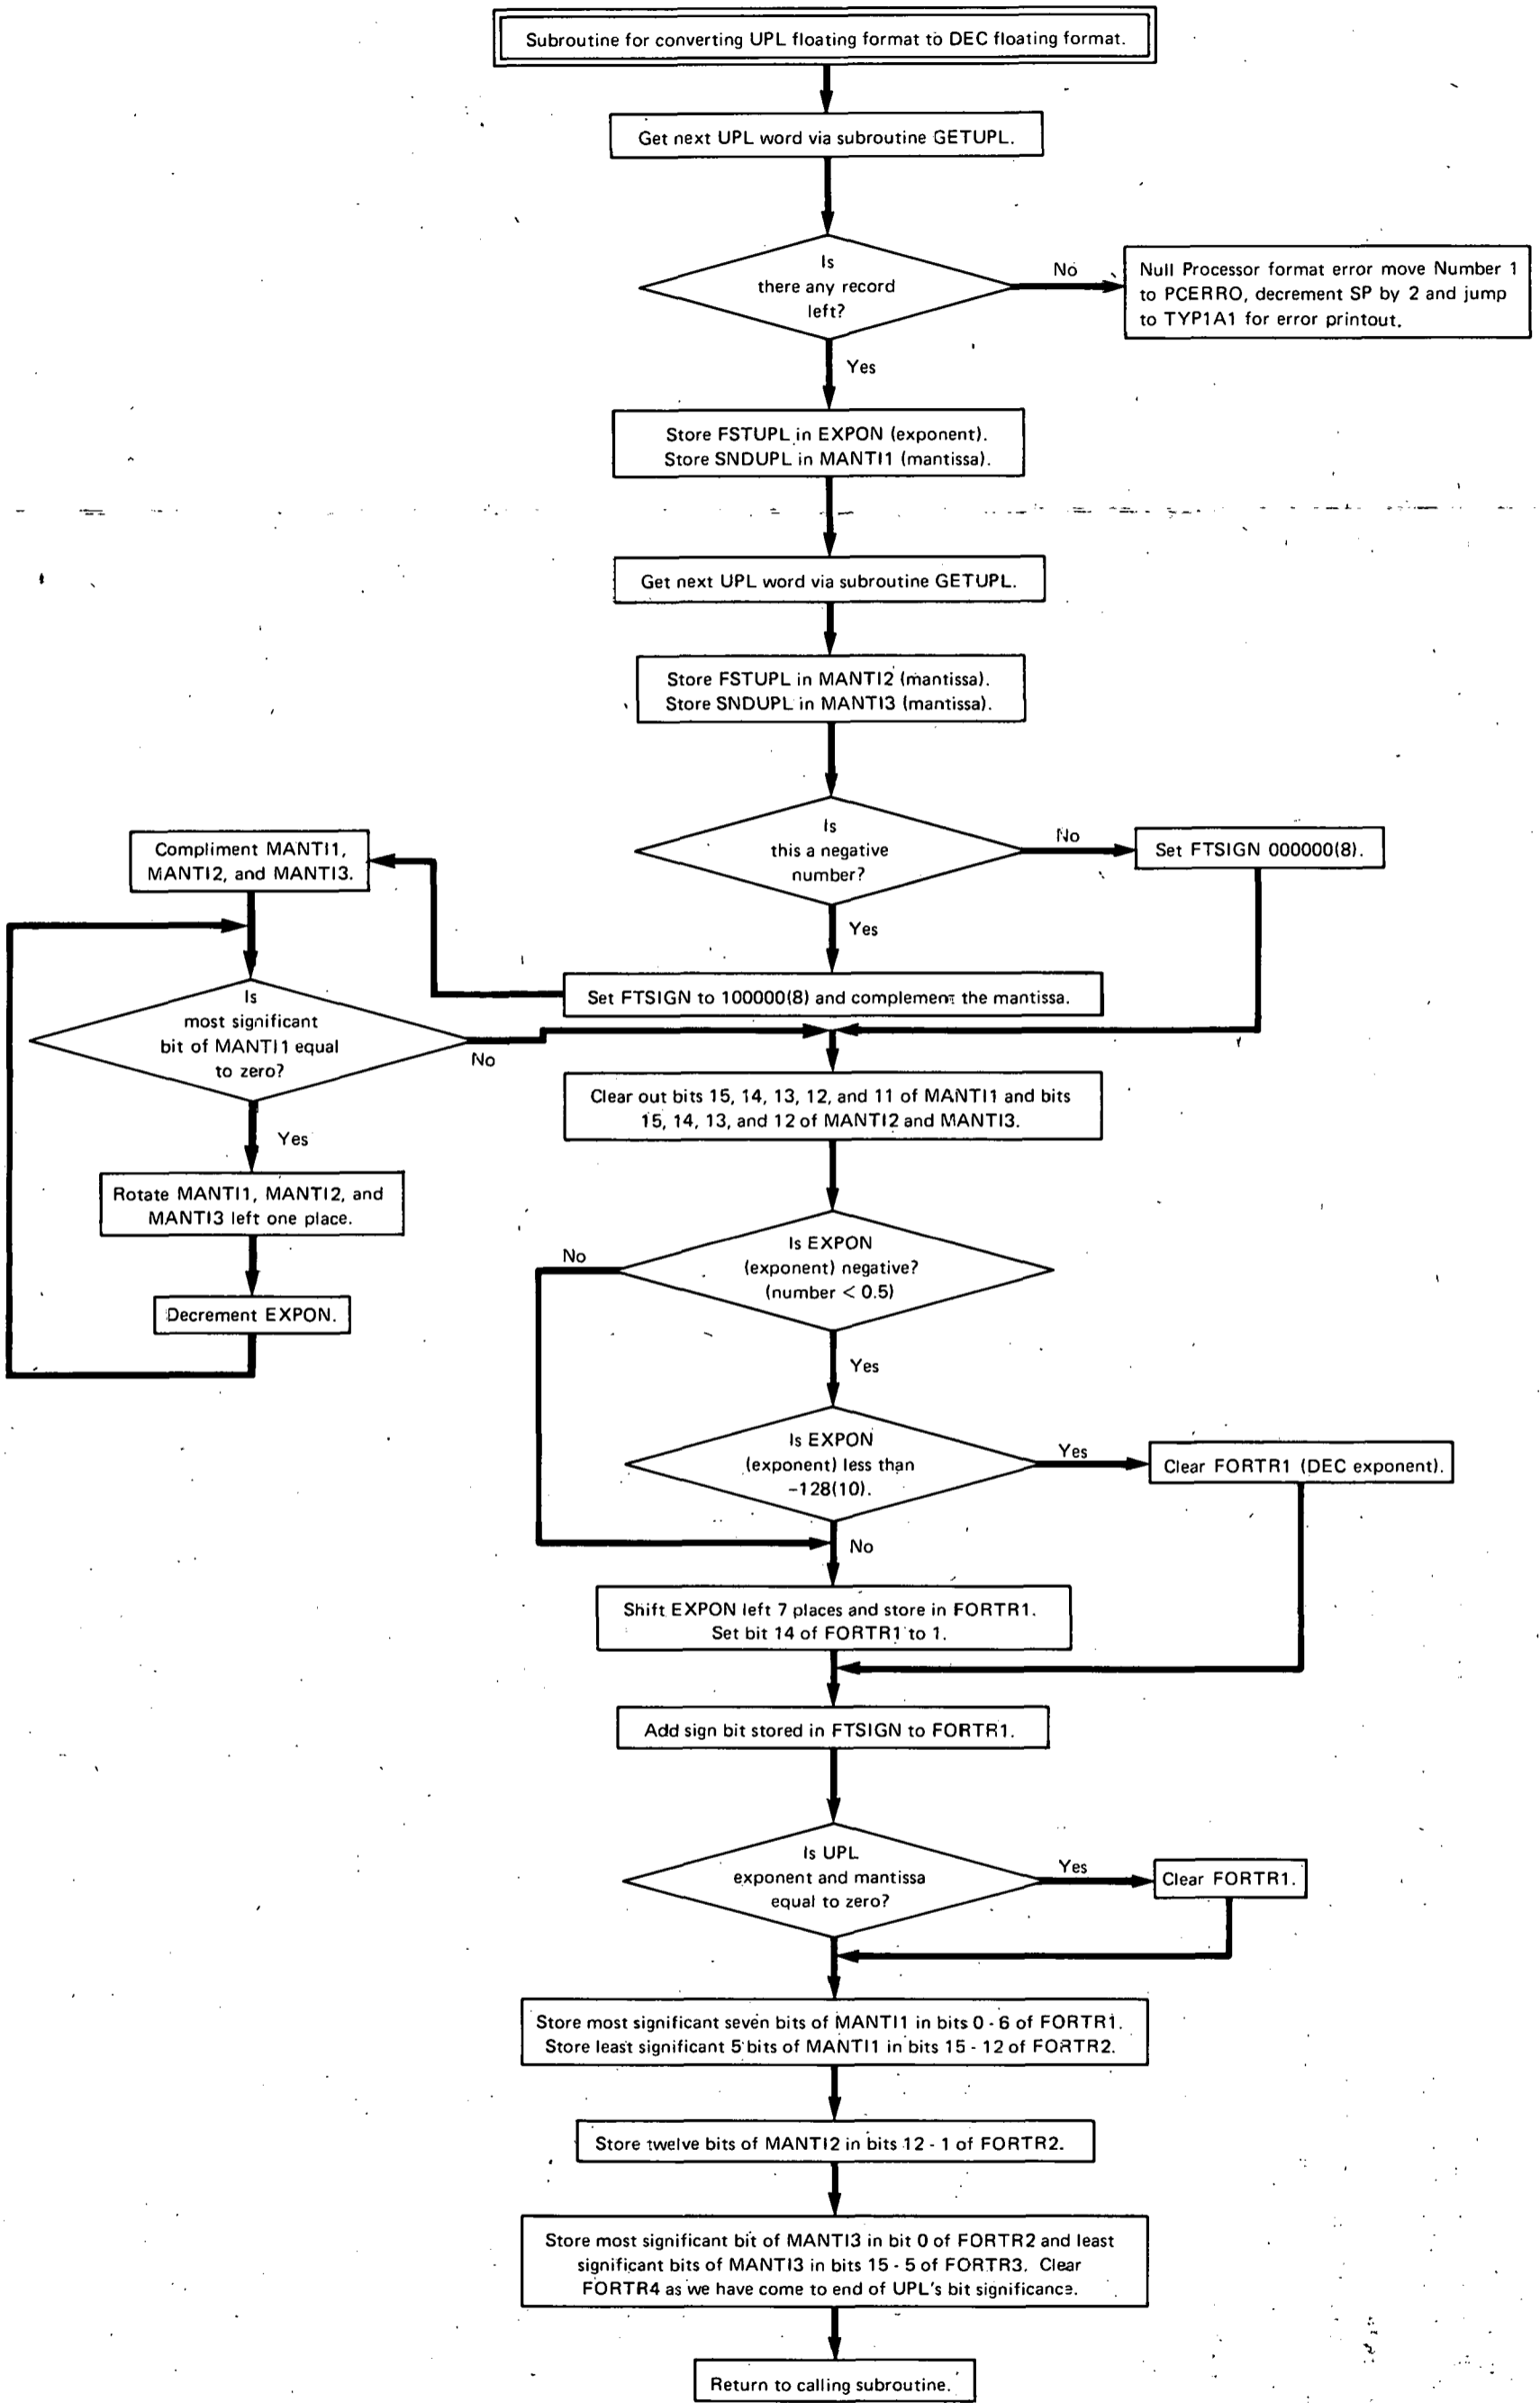 Subroutine for converting UPL floating format to DEC floating format.
Get next UPL word via subroutine GETUPL.
Is
there any record
left?
No
Null Processor format error move Number 1
to PCERRO, decrement SP by 2 and jump
to TYP1A1 for error printout.
Yes
Store FSTUPL in EXPON (exponent).
Store SNDUPL in MANTI1 (mantissa).
Get next UPL word via subroutine GETUPL.
Store FSTUPL in MANTI2 (mantissa).
Store SNDUPL in MANTI3 (mantissa).
Is
this a negative
number?
No
Set FTSIGN 000000(8).
Yes
Set FTSIGN to 100000(8) and complement the mantissa.
Compliment MANTI1,
MANTI2, and MANTI3.
Is
most significant
bit of MANTI1 equal
to zero?
No
Yes
Rotate MANTI1, MANTI2, and
MANTI3 left one place.
Decrement EXPON.
Clear out bits 15, 14, 13, 12, and 11 of MANTI1 and bits
15, 14, 13, and 12 of MANTI2 and MANTI3.
Is EXPON
(exponent) negative?
(number < 0.5)
No
Yes
Is EXPON
(exponent) less than
-128(10).
Yes
Clear FORTR1 (DEC exponent).
No
Shift EXPON left 7 places and store in FORTR1.
Set bit 14 of FORTR1 to 1.
Add sign bit stored in FTSIGN to FORTR1.
Is UPL
exponent and mantissa
equal to zero?
Yes
Clear FORTR1.
Store most significant seven bits of MANTI1 in bits 0 - 6 of FORTR1.
Store least significant 5 bits of MANTI1 in bits 15 - 12 of FORTR2.
Store twelve bits of MANTI2 in bits 12 - 1 of FORTR2.
Store most significant bit of MANTI3 in bit 0 of FORTR2 and least
significant bits of MANTI3 in bits 15 - 5 of FORTR3. Clear
FORTR4 as we have come to end of UPL's bit significance.
Return to calling subroutine.